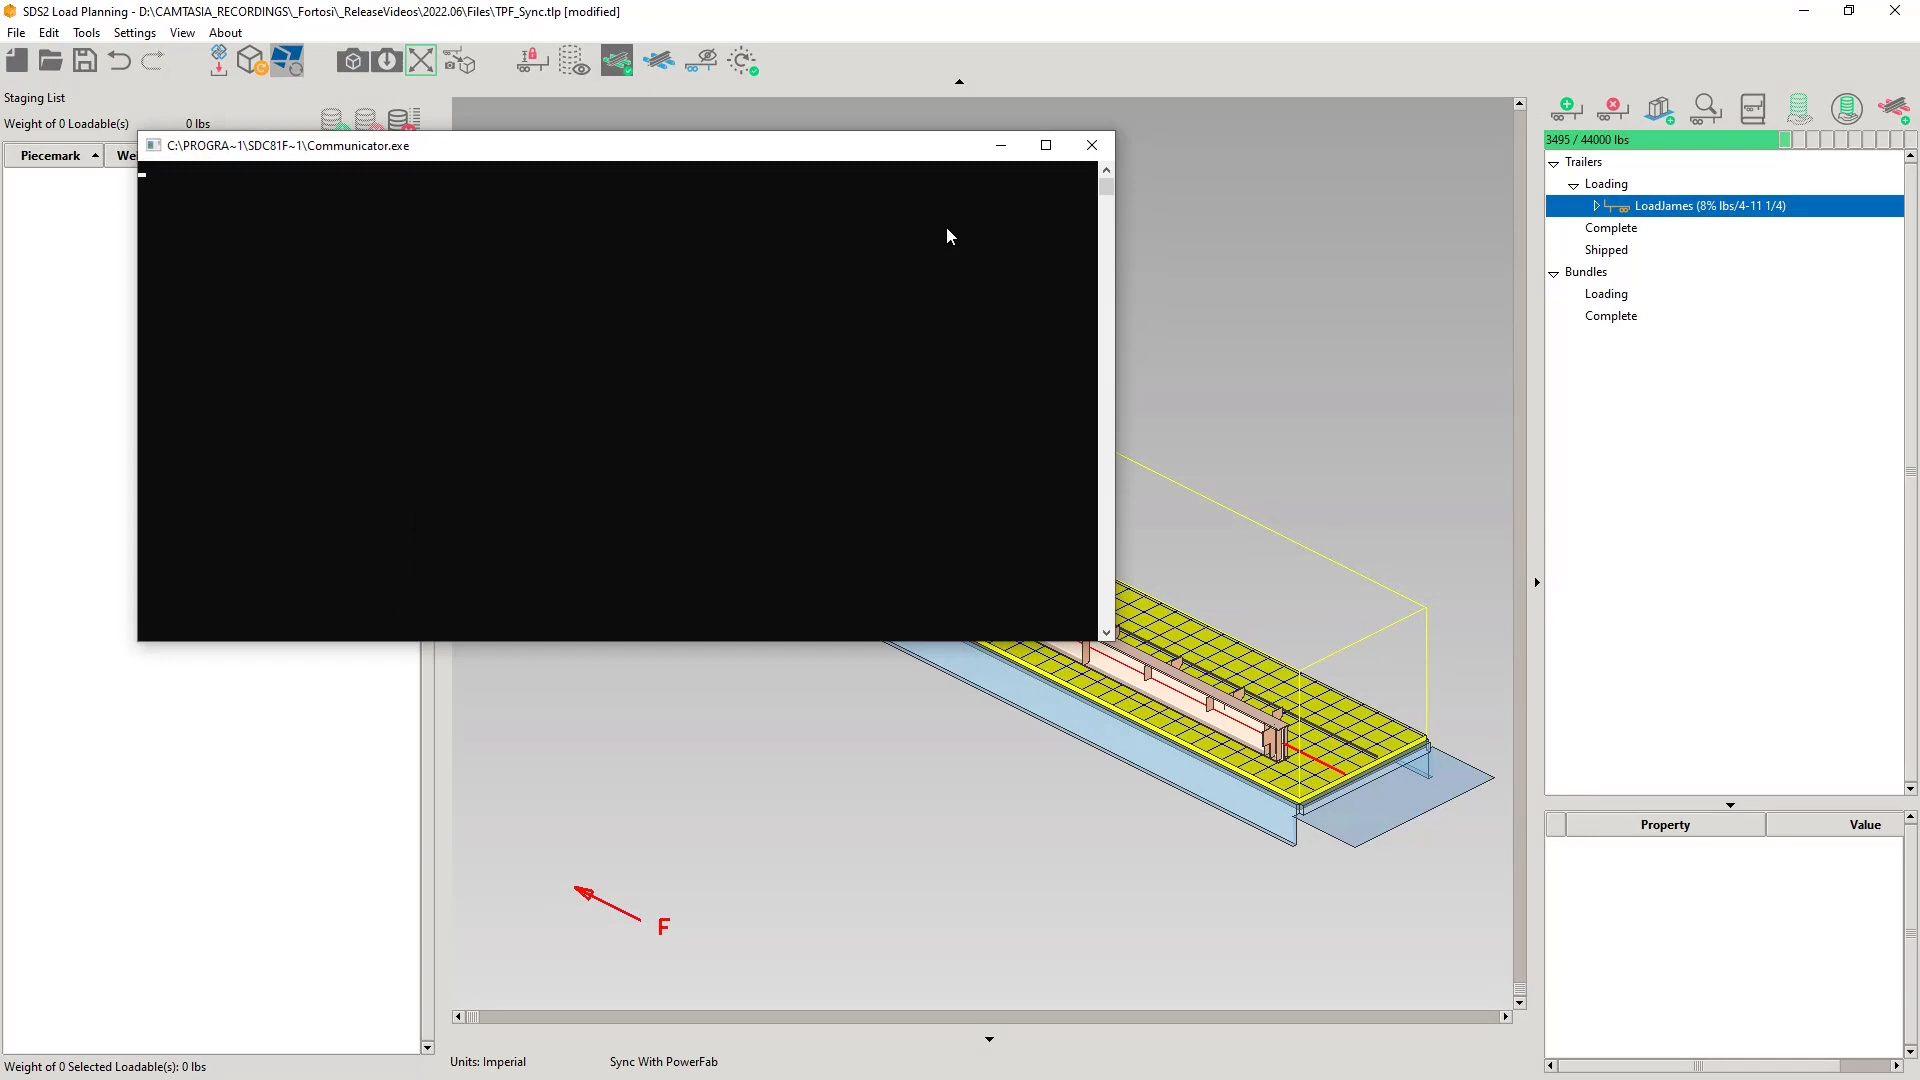 SDS2 Load Planning - D:\CAMTASIA_RECORDINGS\_Fortosi\_ReleaseVideos\2022.06\Files\TPF_Sync.tlp [modified]
File Edit Tools Settings View About
Staging List
Weight of 0 Loadable(s) 0 lbs
Piecemark
C:\PROGRA~1\SDC81F~1\Communicator.exe
3495 / 44000 lbs
Trailers
Loading
LoadJames (8% lbs/4-11 1/4)
Complete
Shipped
Bundles
Loading
Complete
Property Value
F
Units: Imperial Sync With PowerFab
Weight of 0 Selected Loadable(s): 0 lbs